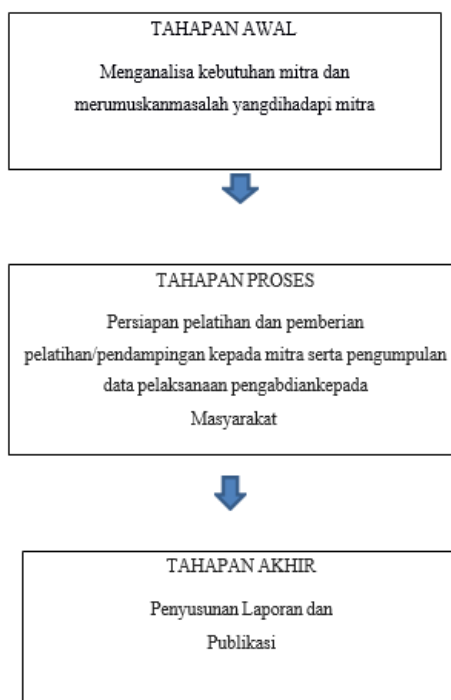 TAHAPAN AWAL
Menganalisa kebutuhan mitra dan
merumuskanmasalah yangdihadapi mitra
TAHAPAN PROSES
Persiapan pelatihan dan pemberian
pelatihan/pendampingan kepada mitra serta pengumpulan
data pelaksanaan pengabdiankepada
Masyarakat
TAHAPAN AKHIR
Penyusunan Laporan dan
Publikasi